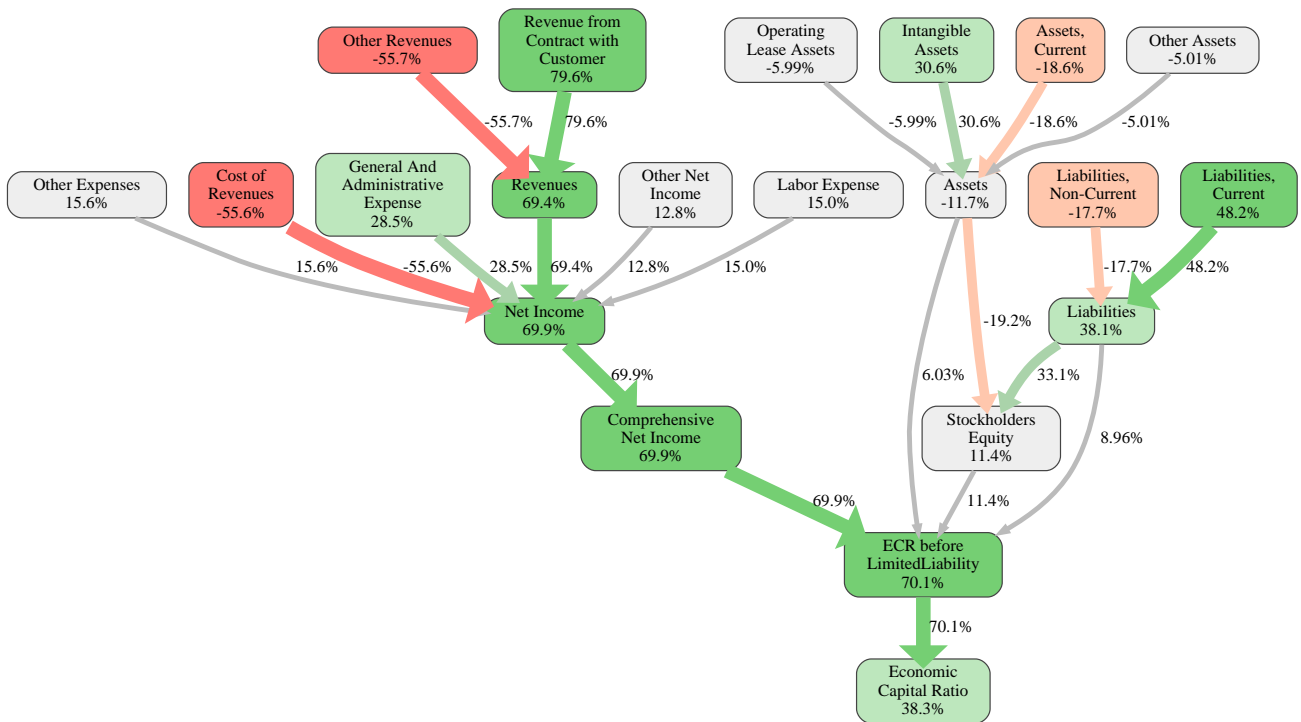 Other Revenues
-55.7%
Revenue from
Contract with
Customer
79.6%
Operating
Lease Assets
-5.99%
Intangible
Assets
30.6%
Assets,
Current
-18.6%
Other Assets
-5.01%
-55.7%
79.6%
-5.99%
30.6%
-18.6%
-5.01%
Other Expenses
15.6%
Cost of
Revenues
-55.6%
General And
Administrative
Expense
28.5%
Revenues
69.4%
Other Net
Income
12.8%
Labor Expense
15.0%
Assets
-11.7%
Liabilities,
Non-Current
-17.7%
Liabilities,
Current
48.2%
15.6%
-55.6%
28.5%
69.4%
12.8%
15.0%
-17.7%
48.2%
Net Income
69.9%
-19.2%
Liabilities
38.1%
69.9%
6.03%
33.1%
Comprehensive
Net Income
69.9%
Stockholders
Equity
11.4%
8.96%
69.9%
11.4%
ECR before
LimitedLiability
70.1%
70.1%
Economic
Capital Ratio
38.3%